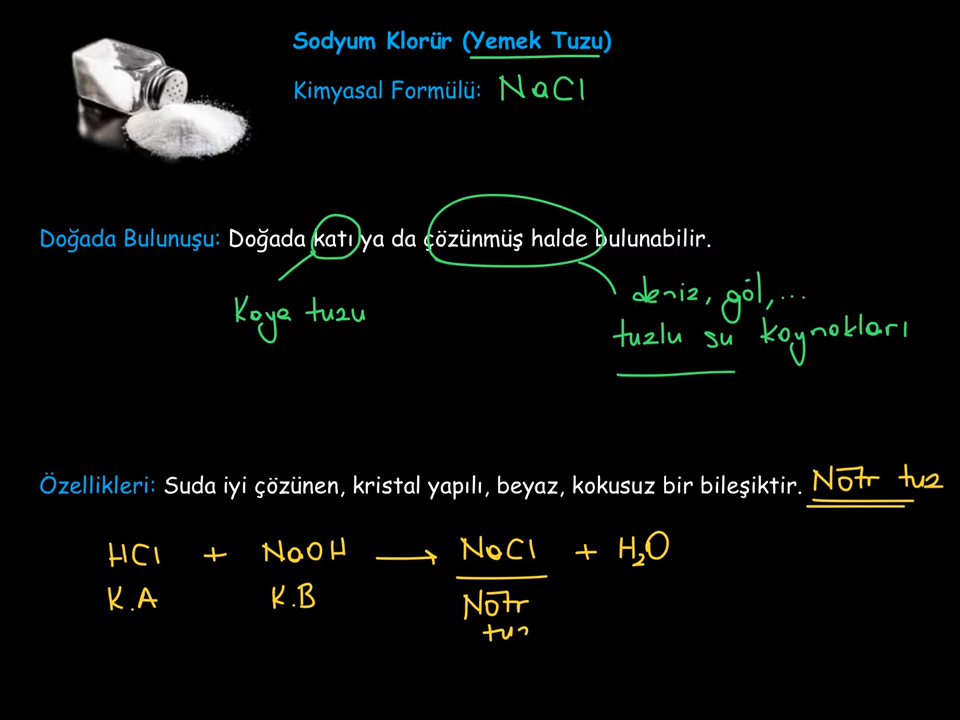 Sodyum Klorür (Yemek Tuzu)
Kimyasal Formülü: NaCl
Doğada Bulunuşu: Doğada katı ya da çözünmüş halde bulunabilir.
Kaya tuzu
deniz, göl, ...
tuzlu su kaynakları
Özellikleri: Suda iyi çözünen, kristal yapılı, beyaz, kokusuz bir bileşiktir. Nötr tuz
HCl + NaOH → NaCl + H₂O
K.A K.B Nötr
tuz